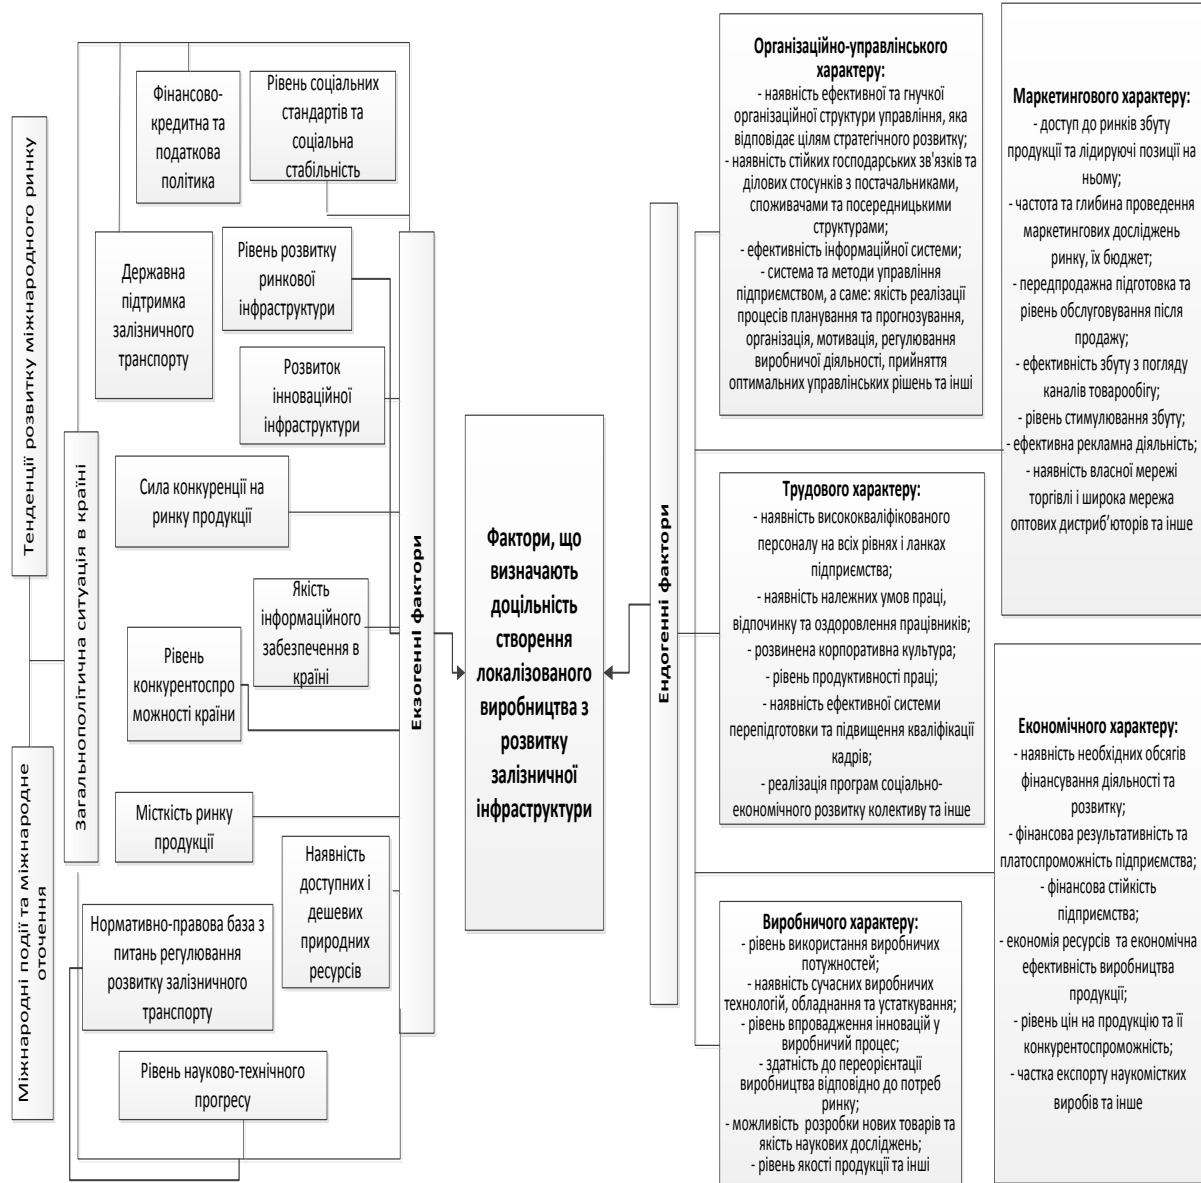 Тенденції розвитку міжнародного ринку
Міжнародні події та міжнародне
оточення
Загальнополітична ситуація в країні
Фінансово-
кредитна та
податкова
політика
Рівень соціальних
стандартів та
соціальна
стабільність
Державна
підтримка
залізничного
транспорту
Рівень розвитку
ринкової
інфраструктури
Розвиток
інноваційної
інфраструктури
Сила конкуренції на
ринку продукції
Якість
інформаційного
забезпечення в
країні
Рівень
конкурентоспро
можності країни
Місткість ринку
продукції
Наявність
доступних і
дешевих
природних
ресурсів
Нормативно-правова база з
питань регулювання
розвитку залізничного
транспорту
Рівень науково-технічного
прогресу
Екзогенні фактори
Фактори, що
визначають
доцільність
створення
локалізованого
виробництва з
розвитку
залізничної
інфраструктури
Ендогенні фактори
Організаційно-управлінського
характеру:
- наявність ефективної та гнучкої
організаційної структури управління, яка
відповідає цілям стратегічного розвитку;
- наявність стійких господарських зв'язків та
ділових стосунків з постачальниками,
споживачами та посередницькими
структурами;
- ефективність інформаційної системи;
- система та методи управління
підприємством, а саме: якість реалізації
процесів планування та прогнозування,
організація, мотивація, регулювання
виробничої діяльності, прийняття
оптимальних управлінських рішень та інші
Трудового характеру:
- наявність висококваліфікованого
персоналу на всіх рівнях і ланках
підприємства;
- наявність належних умов праці,
відпочинку та оздоровлення працівників;
- розвинена корпоративна культура;
- рівень продуктивності праці;
- наявність ефективної системи
перепідготовки та підвищення кваліфікації
кадрів;
- реалізація програм соціально-
економічного розвитку колективу та інше
Виробничого характеру:
- рівень використання виробничих
потужностей;
- наявність сучасних виробничих
технологій, обладнання та устаткування;
- рівень впровадження інновацій у
виробничий процес;
- здатність до переорієнтації
виробництва відповідно до потреб
ринку;
- можливість розробки нових товарів та
якість наукових досліджень;
- рівень якості продукції та інші
Маркетингового характеру:
- доступ до ринків збуту
продукції та лідируючі позиції на
ньому;
- частота та глибина проведення
маркетингових досліджень
ринку, їх бюджет;
- передпродажна підготовка та
рівень обслуговування після
продажу;
- ефективність збуту з погляду
каналів товарообігу;
- рівень стимулювання збуту;
- ефективна рекламна діяльність;
- наявність власної мережі
торгівлі і широка мережа
оптових дистриб’юторів та інше
Економічного характеру:
- наявність необхідних обсягів
фінансування діяльності та
розвитку;
- фінансова результативність та
платоспроможність підприємства;
- фінансова стійкість
підприємства;
- економія ресурсів та економічна
ефективність виробництва
продукції;
- рівень цін на продукцію та її
конкурентоспроможність;
- частка експорту наукомістких
виробів та інше